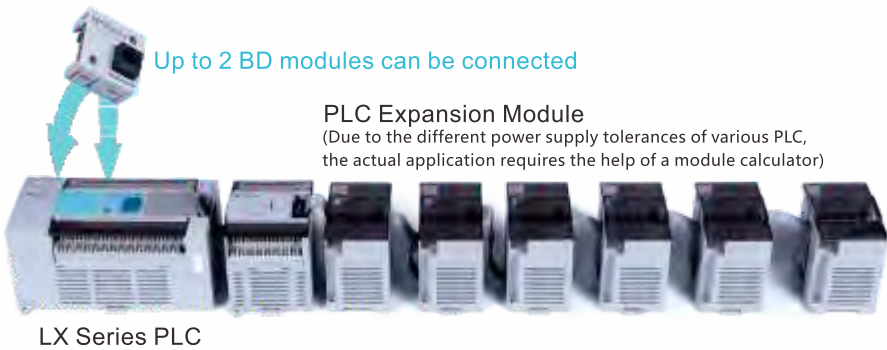 Up to 2 BD modules can be connected
PLC Expansion Module
(Due to the different power supply tolerances of various PLC,
the actual application requires the help of a module calculator)
LX Series PLC